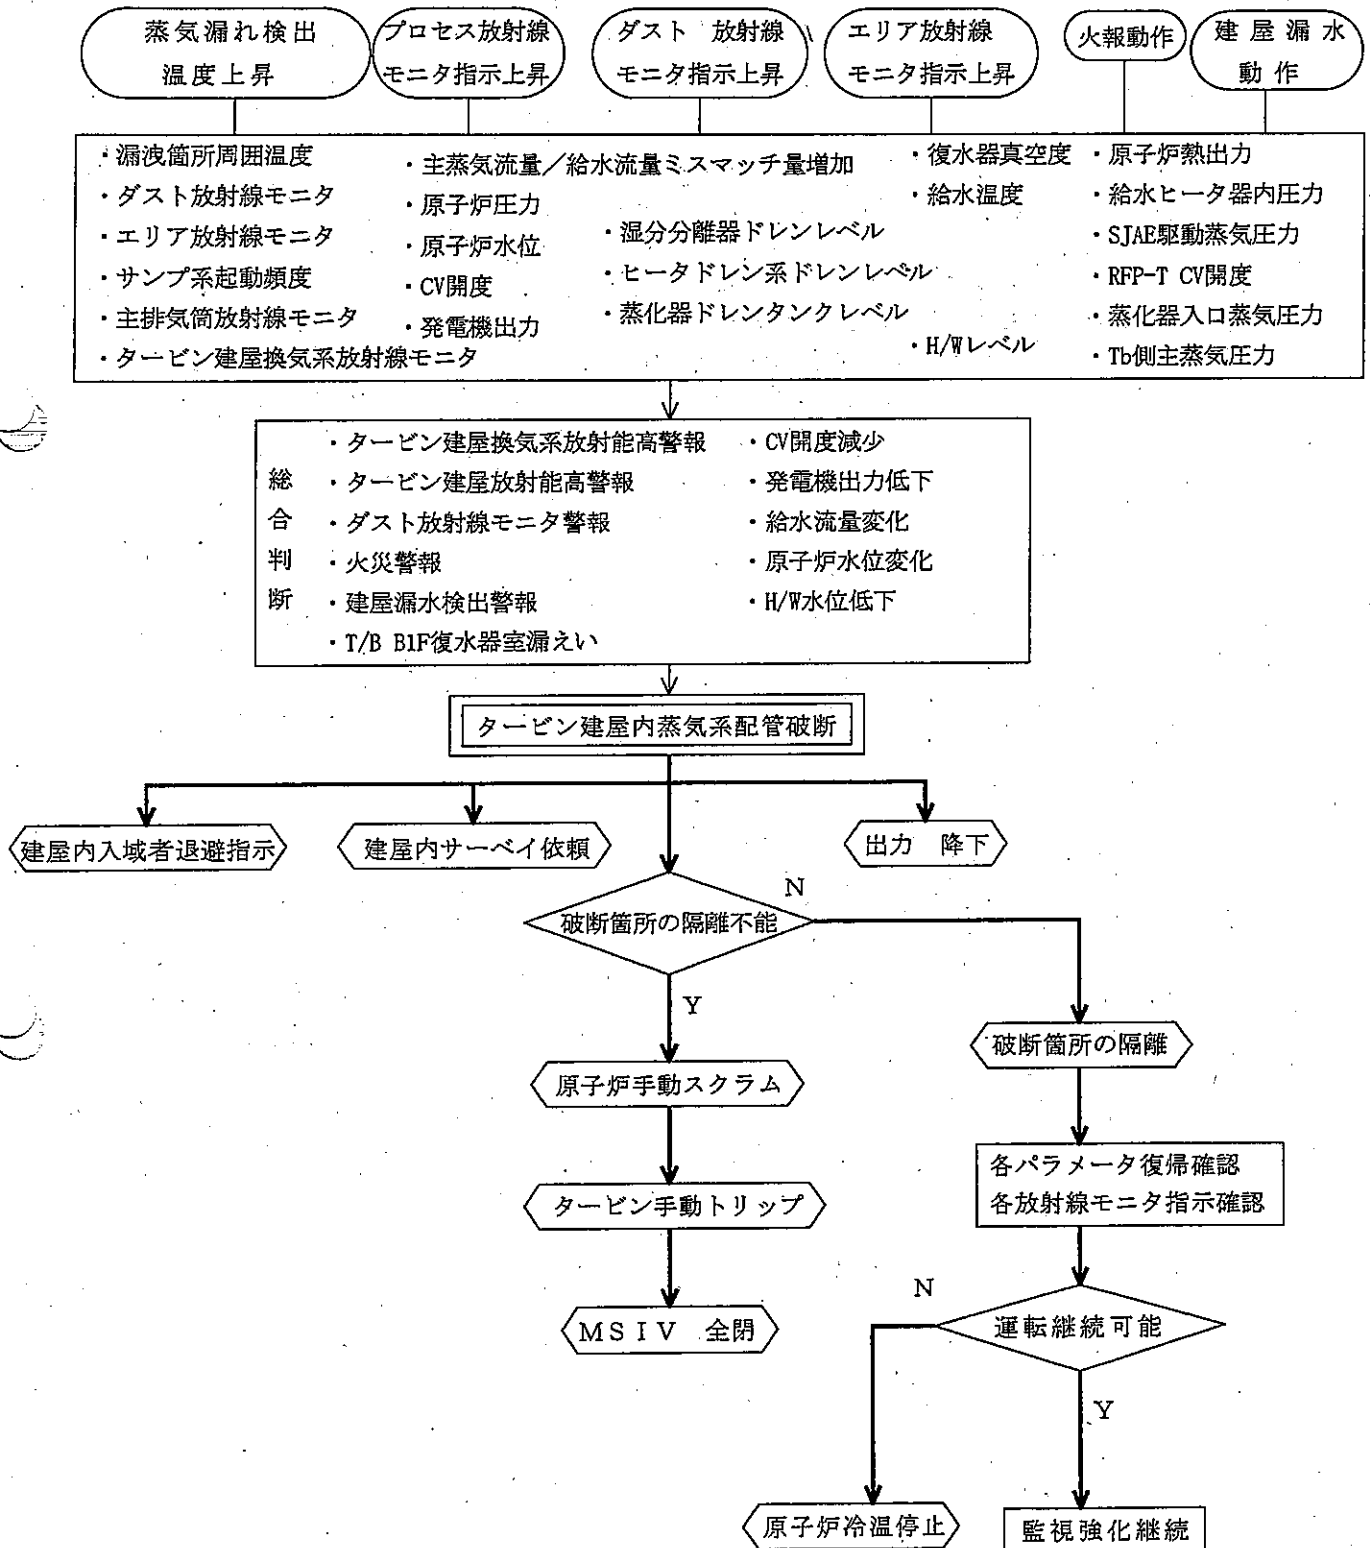 蒸気漏れ検出
温度上昇
プロセス放射線
モニタ指示上昇
ダスト 放射線
モニタ指示上昇
エリア放射線
モニタ指示上昇
火報動作
建屋漏水
動作
・漏洩箇所周囲温度
・ダスト放射線モニタ
・エリア放射線モニタ
・サンプ系起動頻度
・主排気筒放射線モニタ
・タービン建屋換気系放射線モニタ
・主蒸気流量／給水流量ミスマッチ量増加
・原子炉圧力
・原子炉水位
・CV開度
・発電機出力
・湿分分離器ドレンレベル
・ヒータドレン系ドレンレベル
・蒸化器ドレンタンクレベル
・復水器真空度
・給水温度
・H/Wレベル
・原子炉熱出力
・給水ヒータ器内圧力
・SJAE駆動蒸気圧力
・RFP-T CV開度
・蒸化器入口蒸気圧力
・Tb側主蒸気圧力
総合判断
・タービン建屋換気系放射能高警報
・タービン建屋放射能高警報
・ダスト放射線モニタ警報
・火災警報
・建屋漏水検出警報
・T/B B1F復水器室漏えい
・CV開度減少
・発電機出力低下
・給水流量変化
・原子炉水位変化
・H/W水位低下
タービン建屋内蒸気系配管破断
建屋内入域者退避指示
建屋内サーベイ依頼
出力 降下
破断箇所の隔離不能
N
Y
破断箇所の隔離
原子炉手動スクラム
各パラメータ復帰確認
各放射線モニタ指示確認
タービン手動トリップ
MSIV 全閉
N
運転継続可能
Y
原子炉冷温停止
監視強化継続